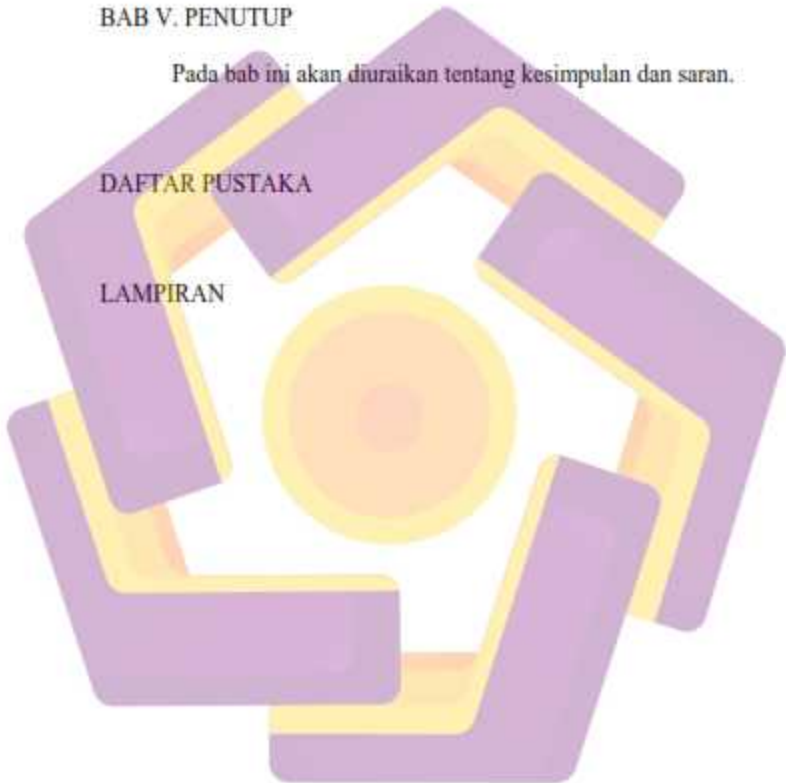 BAB V. PENUTUP
Pada bab ini akan diuraikan tentang kesimpulan dan saran.
DAFTAR PUSTAKA
LAMPIRAN